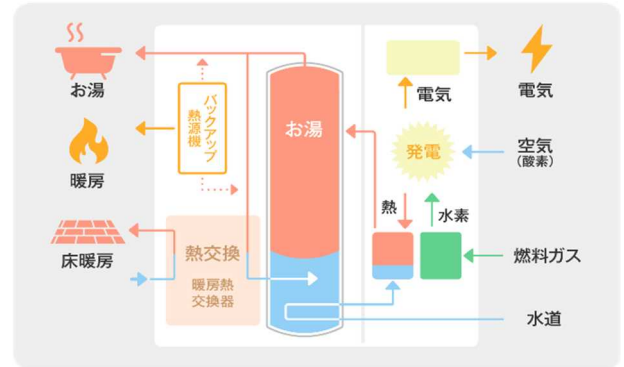 お湯
暖房
床暖房
バックアップ
熱源機
熱交換
暖房熱
交換器
お湯
電気
電気
発電
空気
(酸素)
熱
水素
燃料ガス
水道